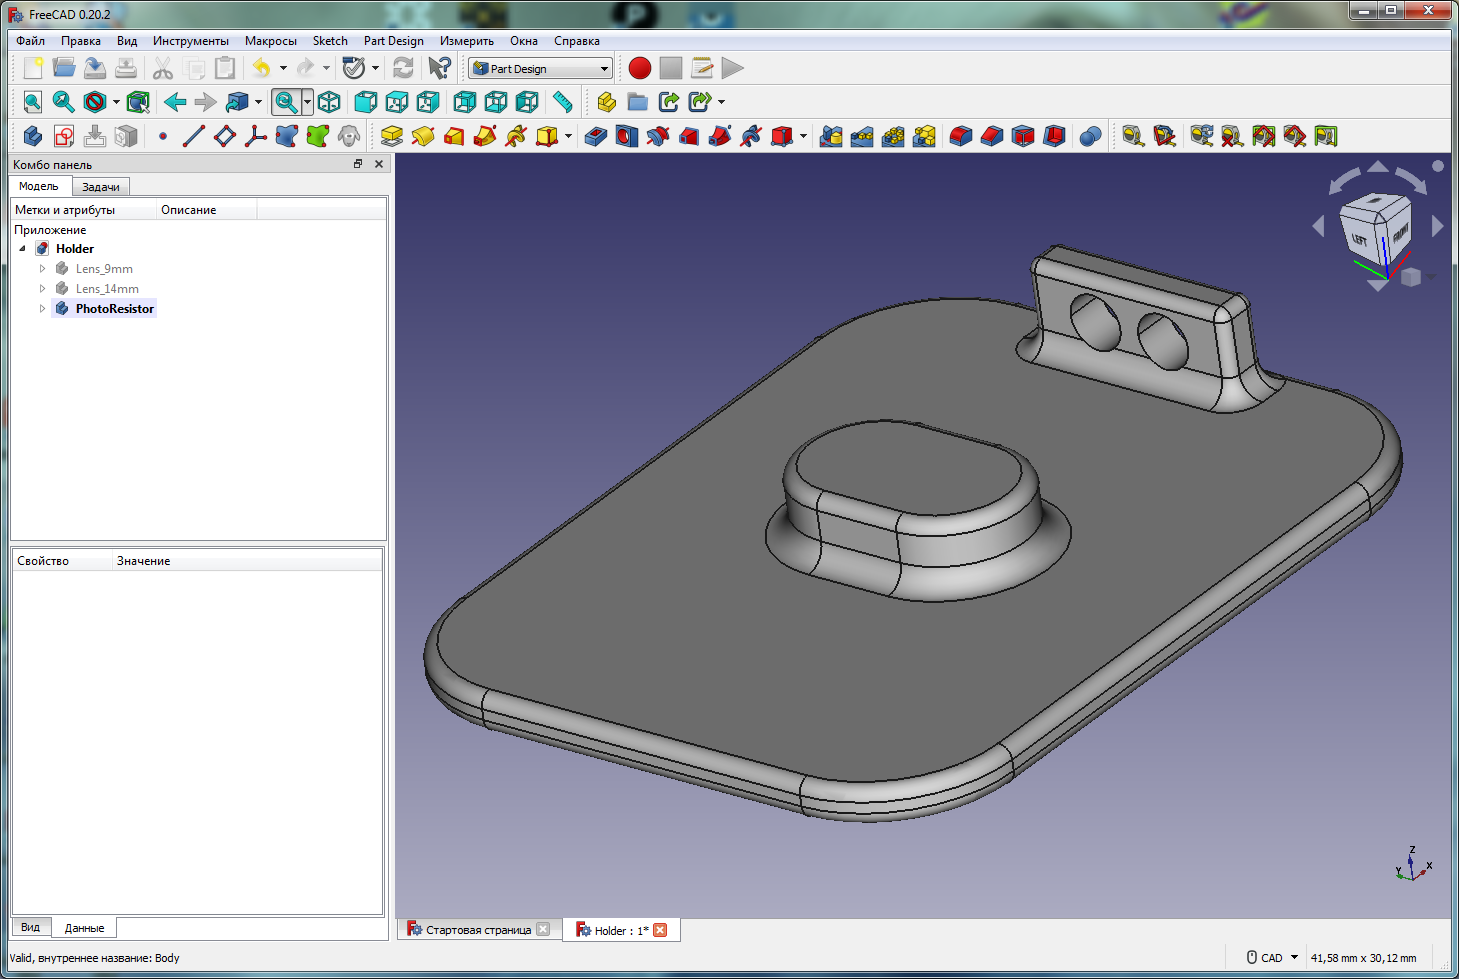 FreeCAD 0.20.2
Файл Правка Вид Инструменты Макросы Sketch Part Design Измерить Окна Справка
Part Design
Комбо панель
Модель Задачи
Метки и атрибуты Описание
Приложение
Holder
Lens_9mm
Lens_14mm
PhotoResistor
Свойство Значение
Вид Данные
LEFT FRONT
Z
Y X
Стартовая страница Holder : 1*
Valid, внутреннее название: Body CAD 41,58 mm x 30,12 mm